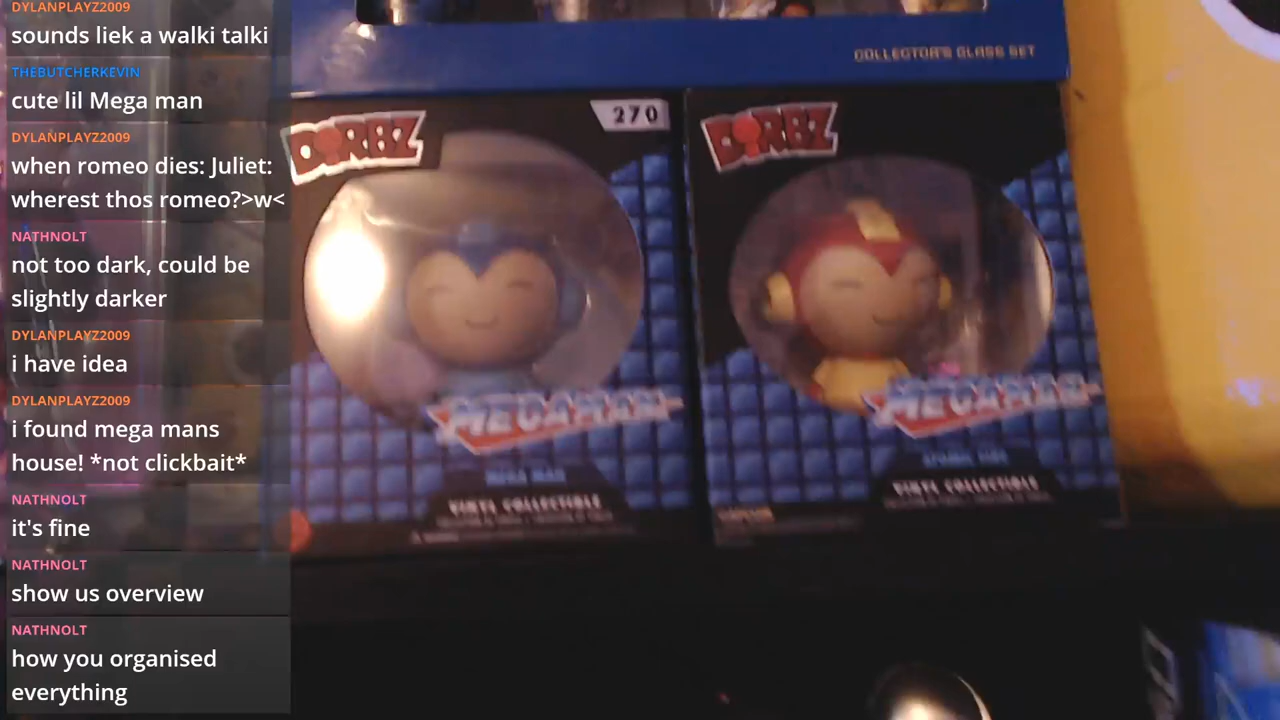 DYLANPLAYZ2009
sounds liek a walki talki
THEBUTCHERKEVIN
cute lil Mega man
DYLANPLAYZ2009
when romeo dies: Juliet:
wherest thos romeo?>w<
NATHNOLT
not too dark, could be
slightly darker
DYLANPLAYZ2009
i have idea
DYLANPLAYZ2009
i found mega mans
house! *not clickbait*
NATHNOLT
it's fine
NATHNOLT
show us overview
NATHNOLT
how you organised
everything
COLLECTOR'S GLASS SET
DORBZ
270
MEGAMAN
MEGA MAN
VINYL COLLECTIBLE
DORBZ
MEGAMAN
VINYL COLLECTIBLE